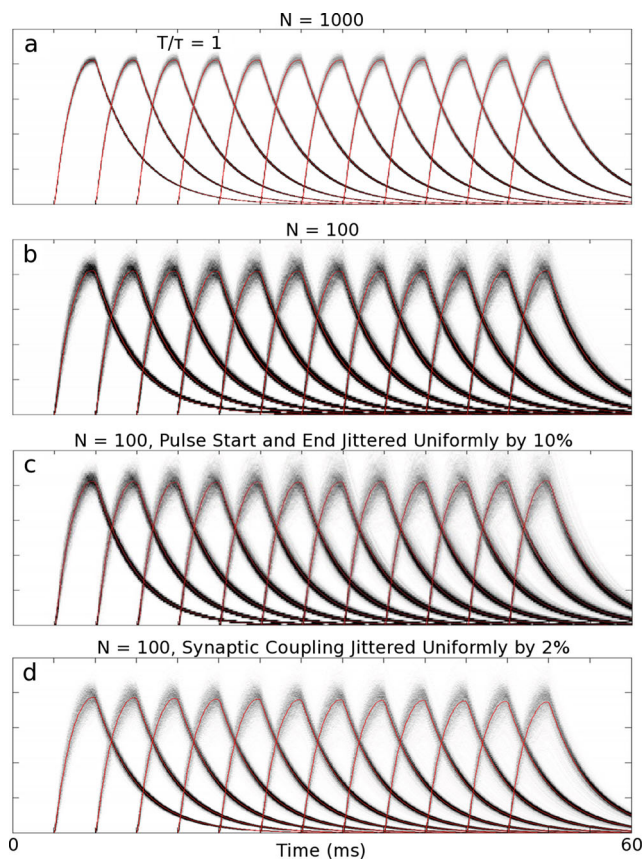 N = 1000
a
T/τ = 1
N = 100
b
N = 100, Pulse Start and End Jittered Uniformly by 10%
c
N = 100, Synaptic Coupling Jittered Uniformly by 2%
d
0
Time (ms)
60